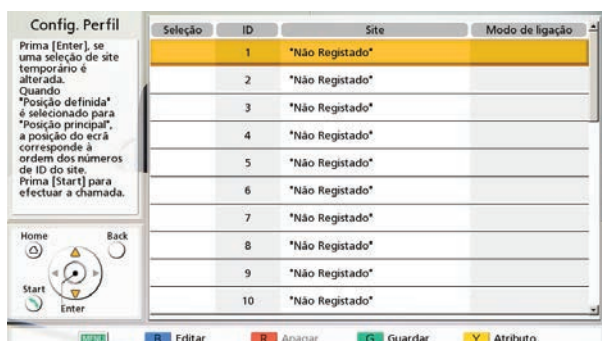 Config. Perfil
Prima [Enter], se
uma seleção de site
temporário é
alterada.
Quando
"Posição definida"
é selecionado para
"Posição principal",
a posição do ecrã
corresponde à
ordem dos números
de ID do site.
Prima [Start] para
efectuar a chamada.
Home
Back
Start
Enter
Seleção ID Site Modo de ligação
1 "Não Registado"
2 "Não Registado"
3 "Não Registado"
4 "Não Registado"
5 "Não Registado"
6 "Não Registado"
7 "Não Registado"
8 "Não Registado"
9 "Não Registado"
10 "Não Registado"
MENU B Editar R Apagar G Guardar Y Atributo